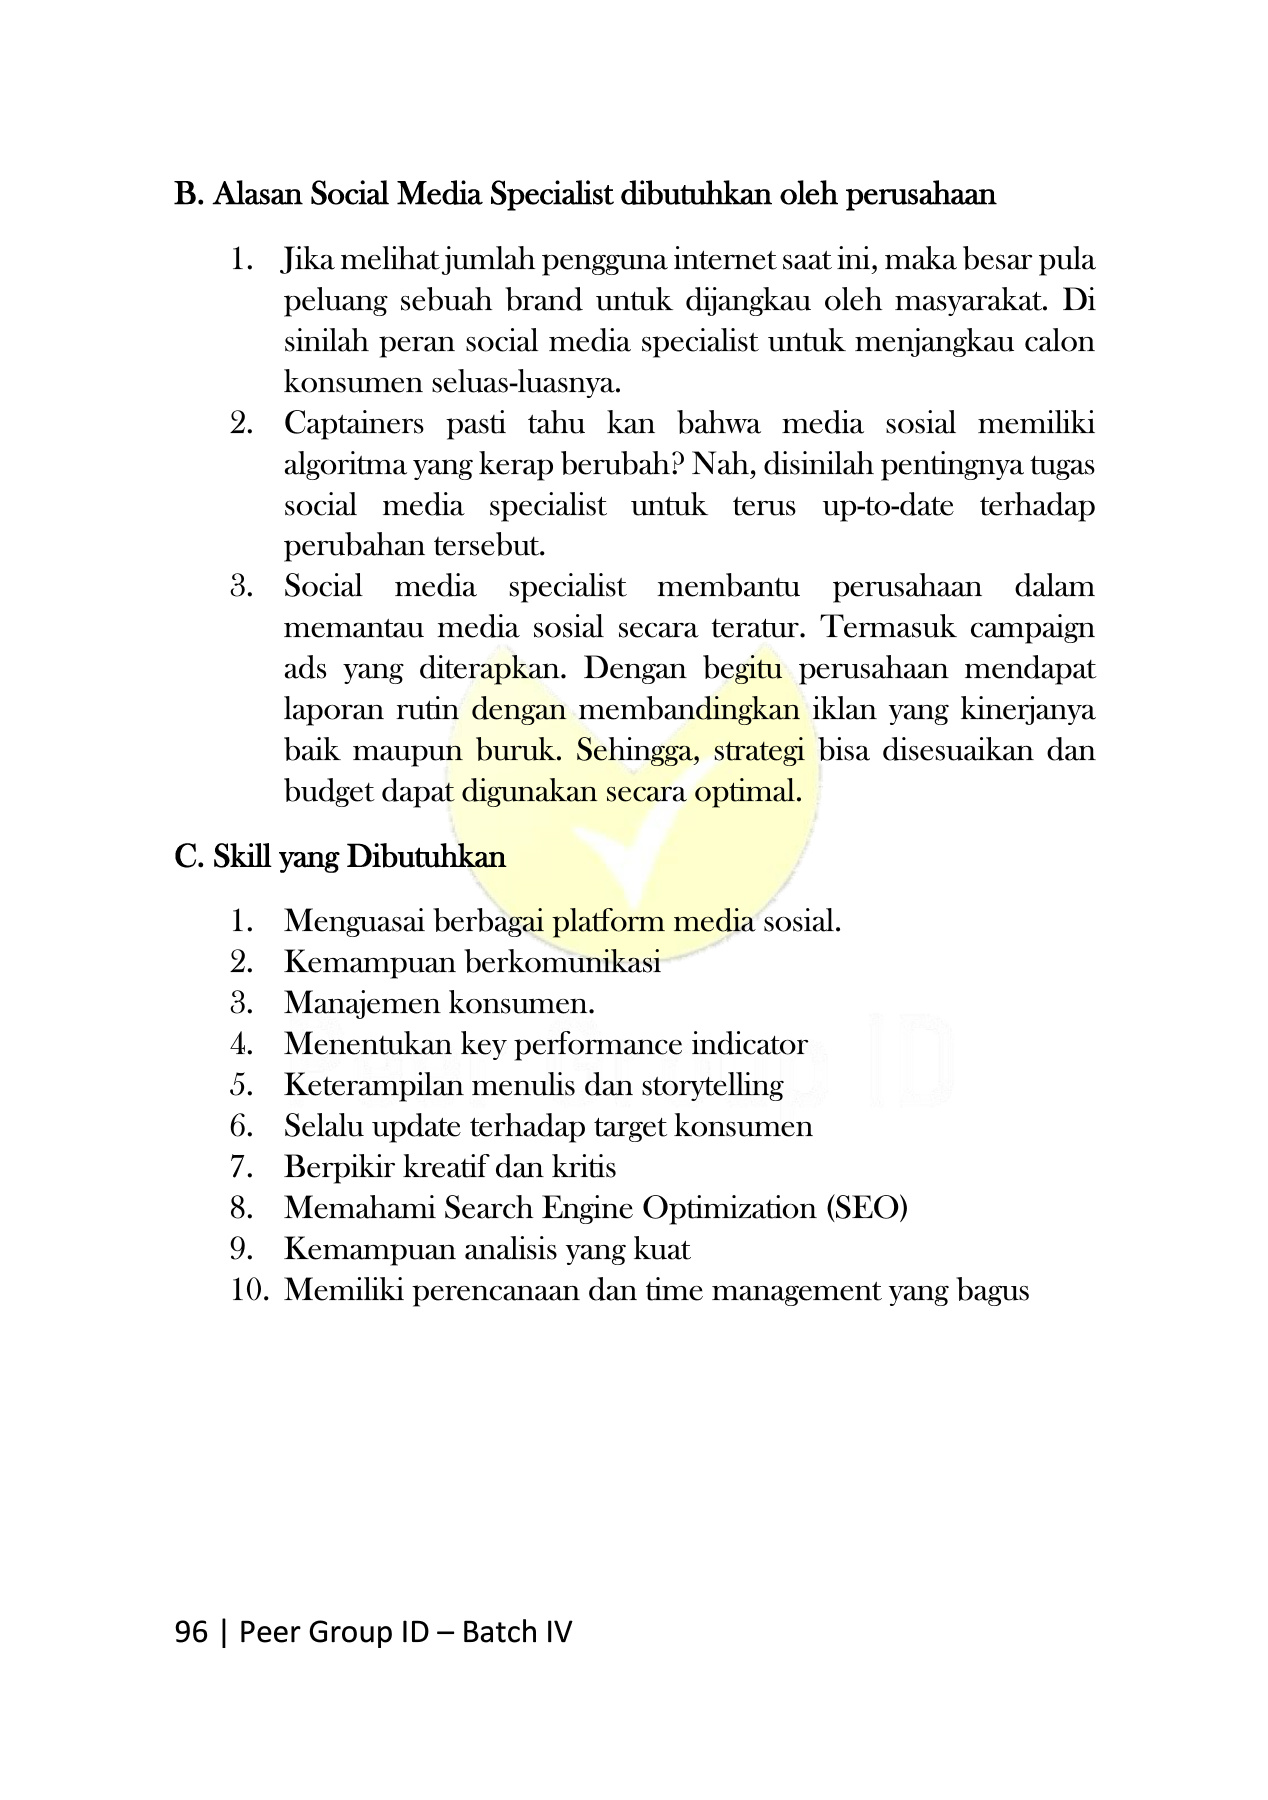 B. Alasan Social Media Specialist dibutuhkan oleh perusahaan
1. Jika melihat jumlah pengguna internet saat ini, maka besar pula
peluang sebuah brand untuk dijangkau oleh masyarakat. Di
sinilah peran social media specialist untuk menjangkau calon
konsumen seluas-luasnya.
2. Captainers pasti tahu kan bahwa media sosial memiliki
algoritma yang kerap berubah? Nah, disinilah pentingnya tugas
social media specialist untuk terus up-to-date terhadap
perubahan tersebut.
3. Social media specialist membantu perusahaan dalam
memantau media sosial secara teratur. Termasuk campaign
ads yang diterapkan. Dengan begitu perusahaan mendapat
laporan rutin dengan membandingkan iklan yang kinerjanya
baik maupun buruk. Sehingga, strategi bisa disesuaikan dan
budget dapat digunakan secara optimal.
C. Skill yang Dibutuhkan
1. Menguasai berbagai platform media sosial.
2. Kemampuan berkomunikasi
3. Manajemen konsumen.
4. Menentukan key performance indicator
5. Keterampilan menulis dan storytelling
6. Selalu update terhadap target konsumen
7. Berpikir kreatif dan kritis
8. Memahami Search Engine Optimization (SEO)
9. Kemampuan analisis yang kuat
10. Memiliki perencanaan dan time management yang bagus
96 | Peer Group ID – Batch IV